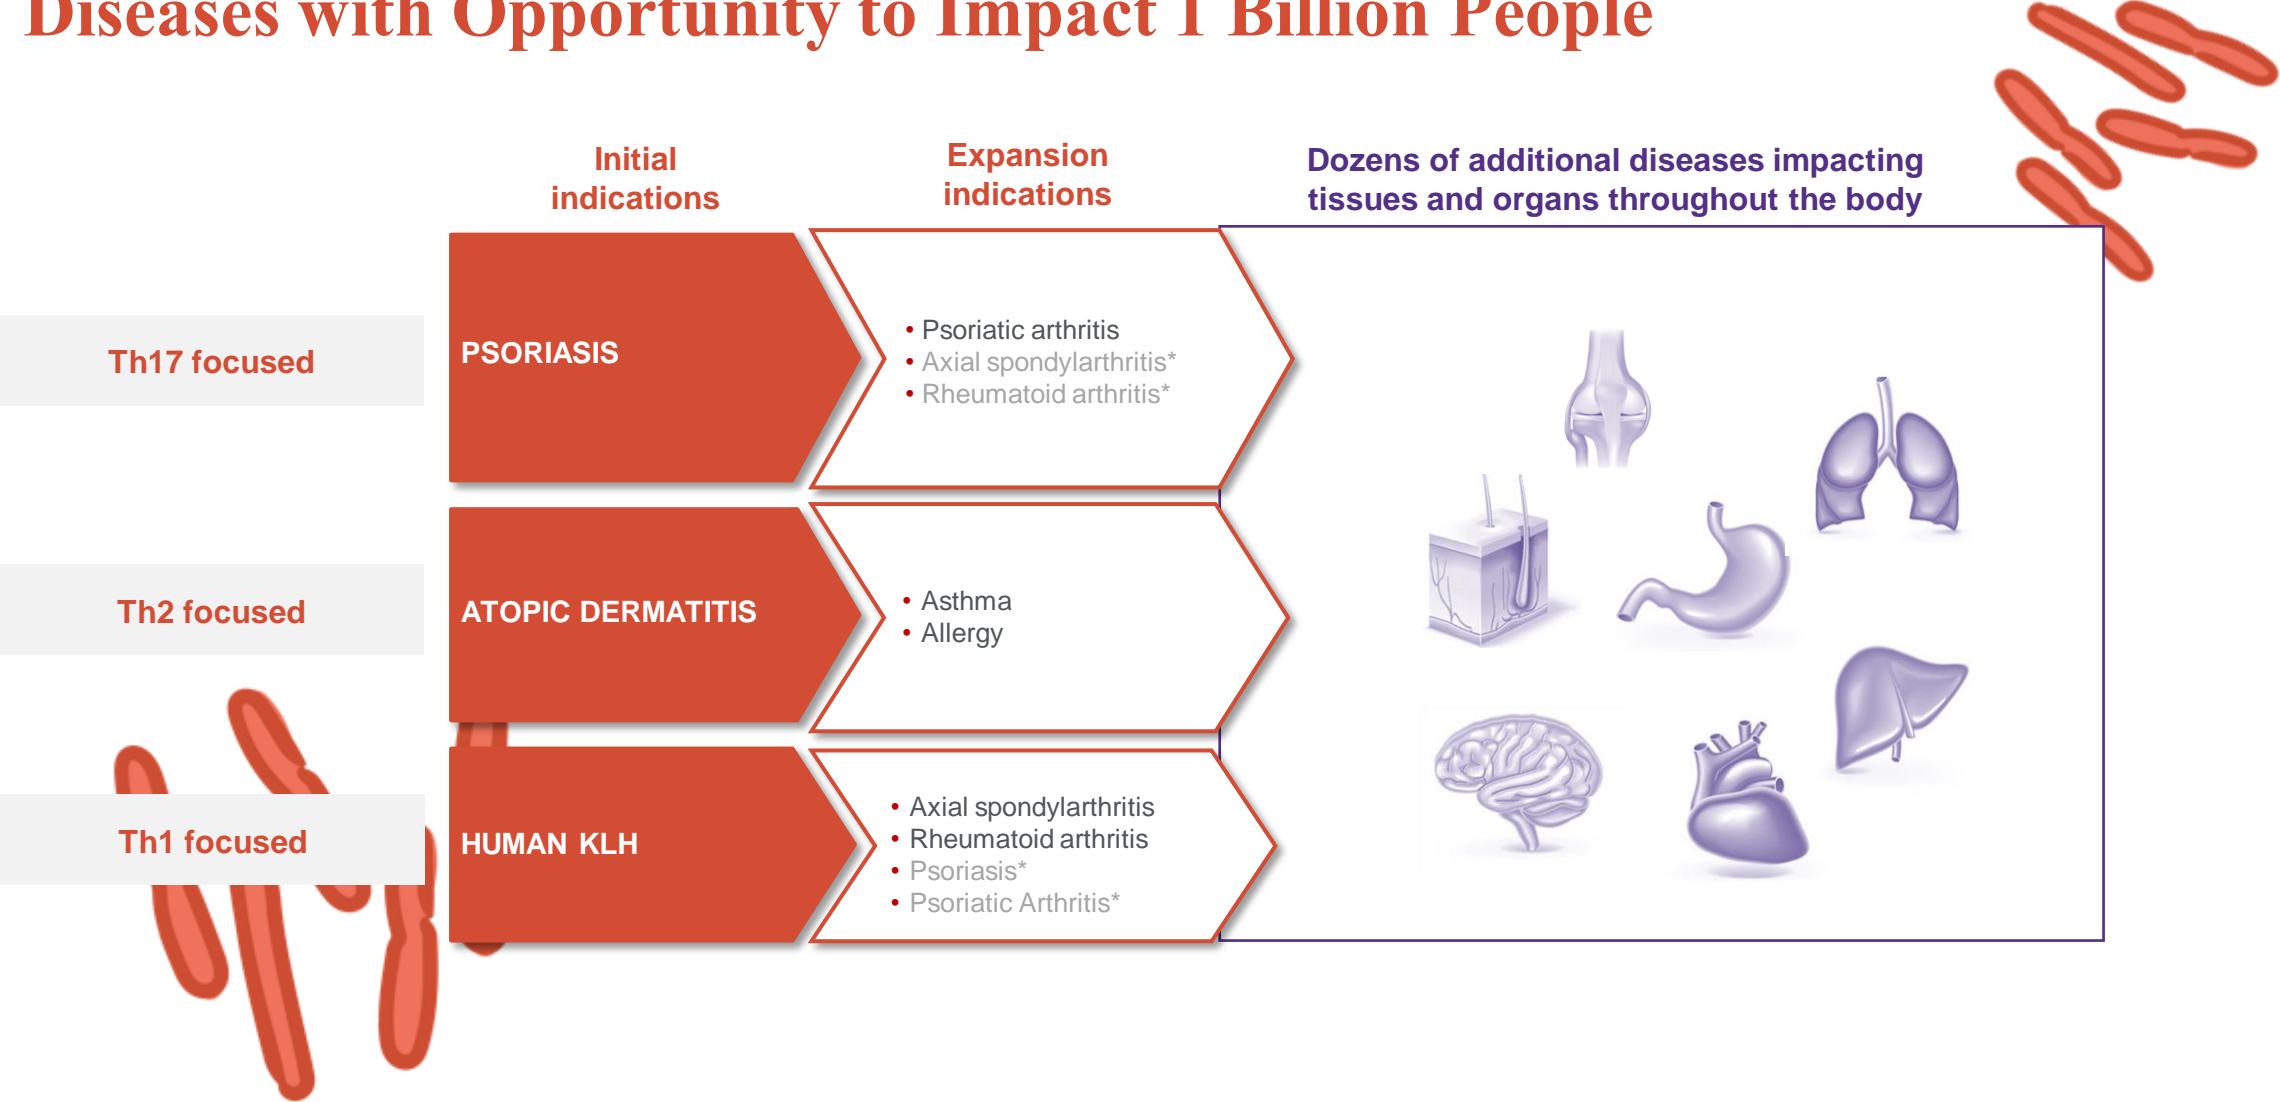 Diseases with Opportunity to Impact 1 Billion People
Initial
indications
Expansion
indications
Dozens of additional diseases impacting
tissues and organs throughout the body
Th17 focused
PSORIASIS
• Psoriatic arthritis
• Axial spondylarthritis*
• Rheumatoid arthritis*
Th2 focused
ATOPIC DERMATITIS
• Asthma
• Allergy
Th1 focused
HUMAN KLH
• Axial spondylarthritis
• Rheumatoid arthritis
• Psoriasis*
• Psoriatic Arthritis*